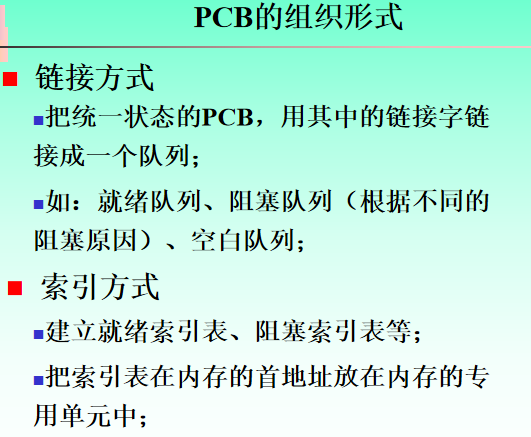 PCB的组织形式
链接方式
把统一状态的PCB，用其中的链接字链
接成一个队列；
如：就绪队列、阻塞队列（根据不同的
阻塞原因）、空白队列；
索引方式
建立就绪索引表、阻塞索引表等；
把索引表在内存的首地址放在内存的专
用单元中；